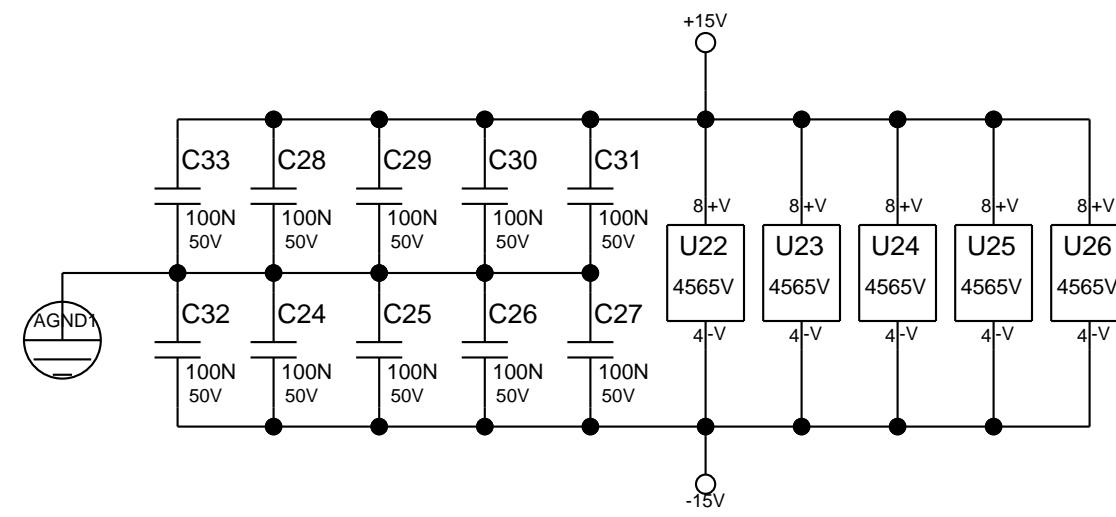 +15V
C33 C28 C29 C30 C31
100N 100N 100N 100N 100N
50V 50V 50V 50V 50V
8 +V 8 +V 8 +V 8 +V 8 +V
U22 U23 U24 U25 U26
4565V 4565V 4565V 4565V 4565V
AGND1
C32 C24 C25 C26 C27
4 -V 4 -V 4 -V 4 -V 4 -V
100N 100N 100N 100N 100N
50V 50V 50V 50V 50V
-15V